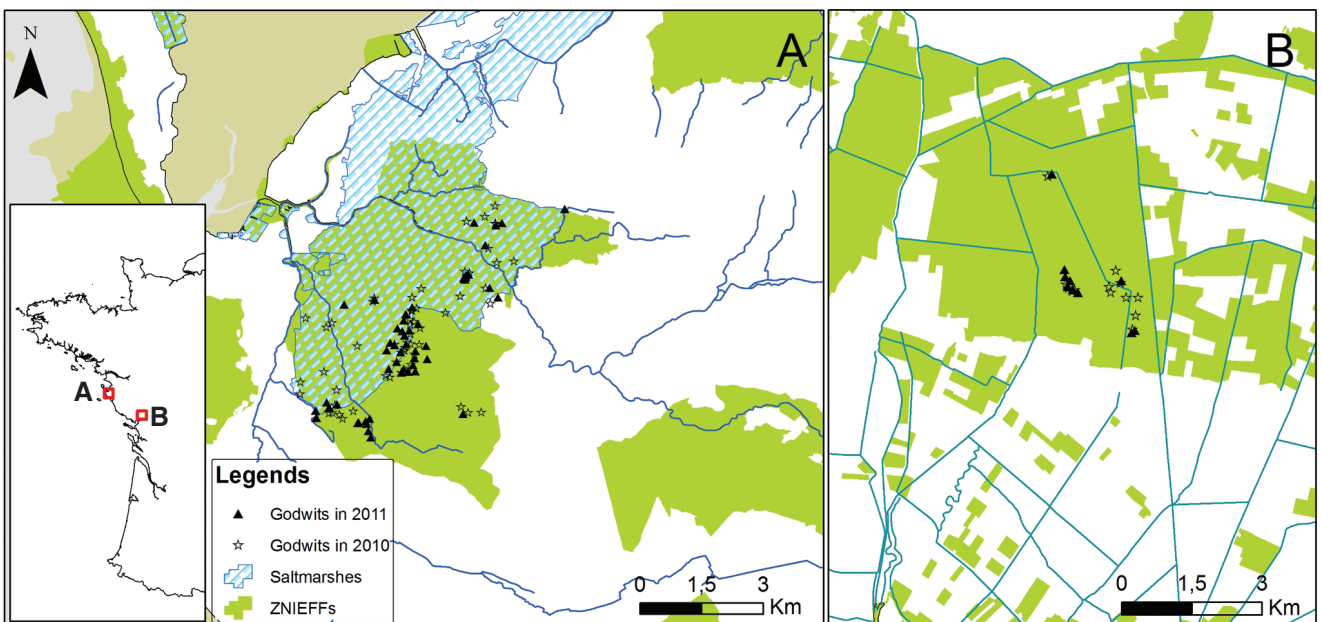 N
A
B
A
B
Legends
Godwits in 2011
Godwits in 2010
Saltmarshes
ZNIEFFs
0 1,5 3
Km
0 1,5 3
Km